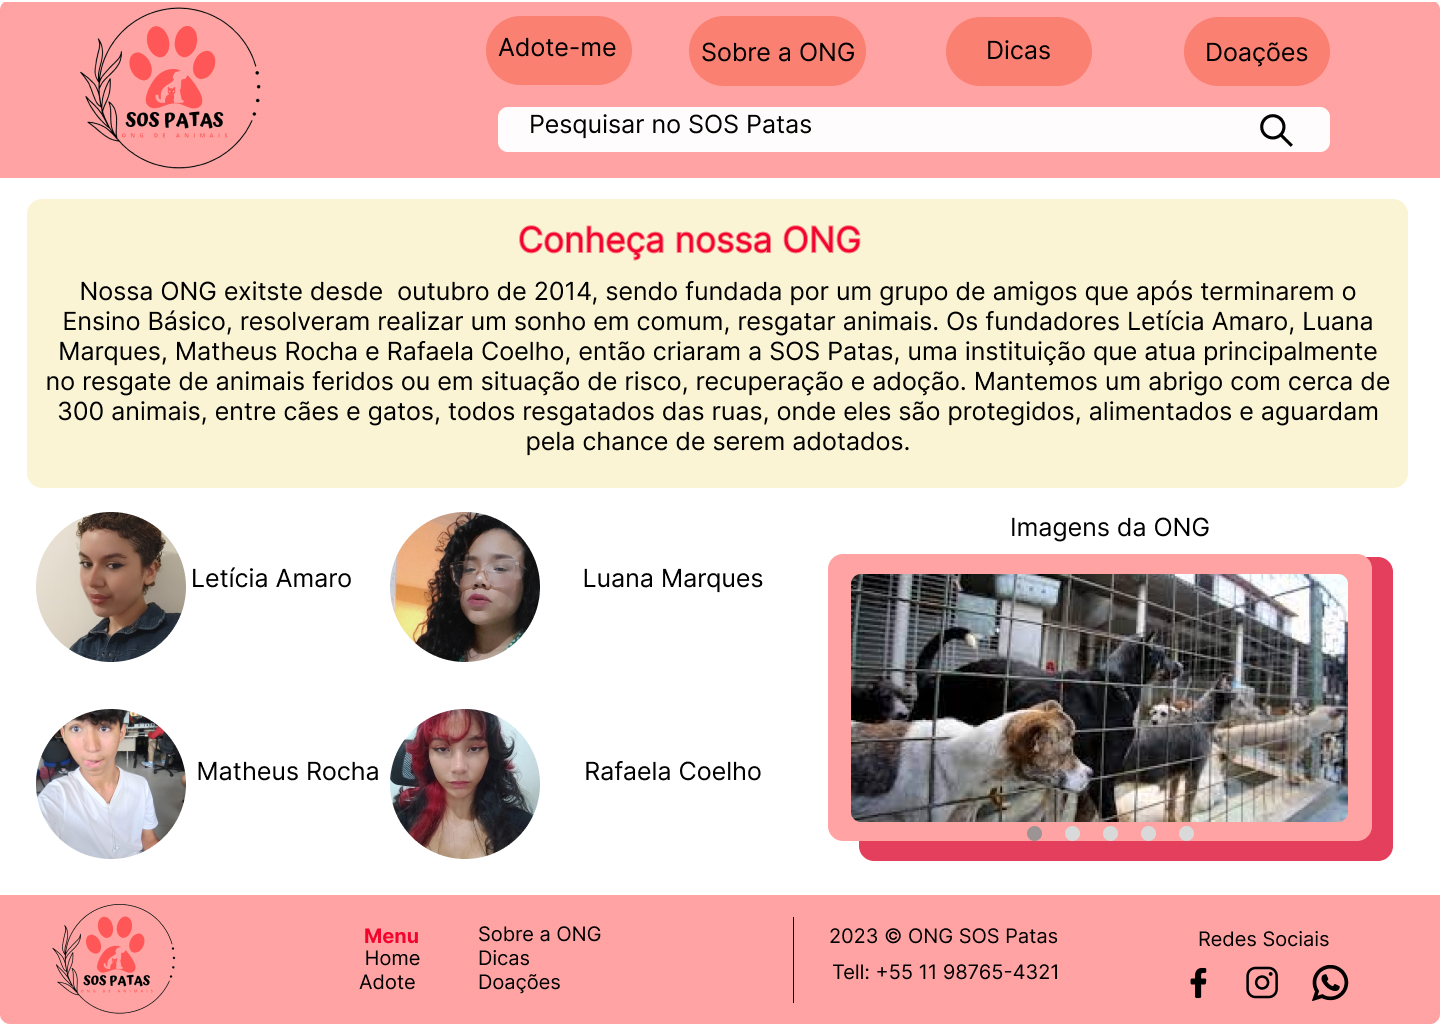 SOS PATAS
ONG DE ANIMAIS
Adote-me
Sobre a ONG
Dicas
Doações
Pesquisar no SOS Patas
Conheça nossa ONG
Nossa ONG exitste desde  outubro de 2014, sendo fundada por um grupo de amigos que após terminarem o
Ensino Básico, resolveram realizar um sonho em comum, resgatar animais. Os fundadores Letícia Amaro, Luana
Marques, Matheus Rocha e Rafaela Coelho, então criaram a SOS Patas, uma instituição que atua principalmente
no resgate de animais feridos ou em situação de risco, recuperação e adoção. Mantemos um abrigo com cerca de
300 animais, entre cães e gatos, todos resgatados das ruas, onde eles são protegidos, alimentados e aguardam
pela chance de serem adotados.
Letícia Amaro
Luana Marques
Matheus Rocha
Rafaela Coelho
Imagens da ONG
SOS PATAS
ONG DE ANIMAIS
Menu
Home
Adote
Sobre a ONG
Dicas
Doações
2023 © ONG SOS Patas
Tell: +55 11 98765-4321
Redes Sociais